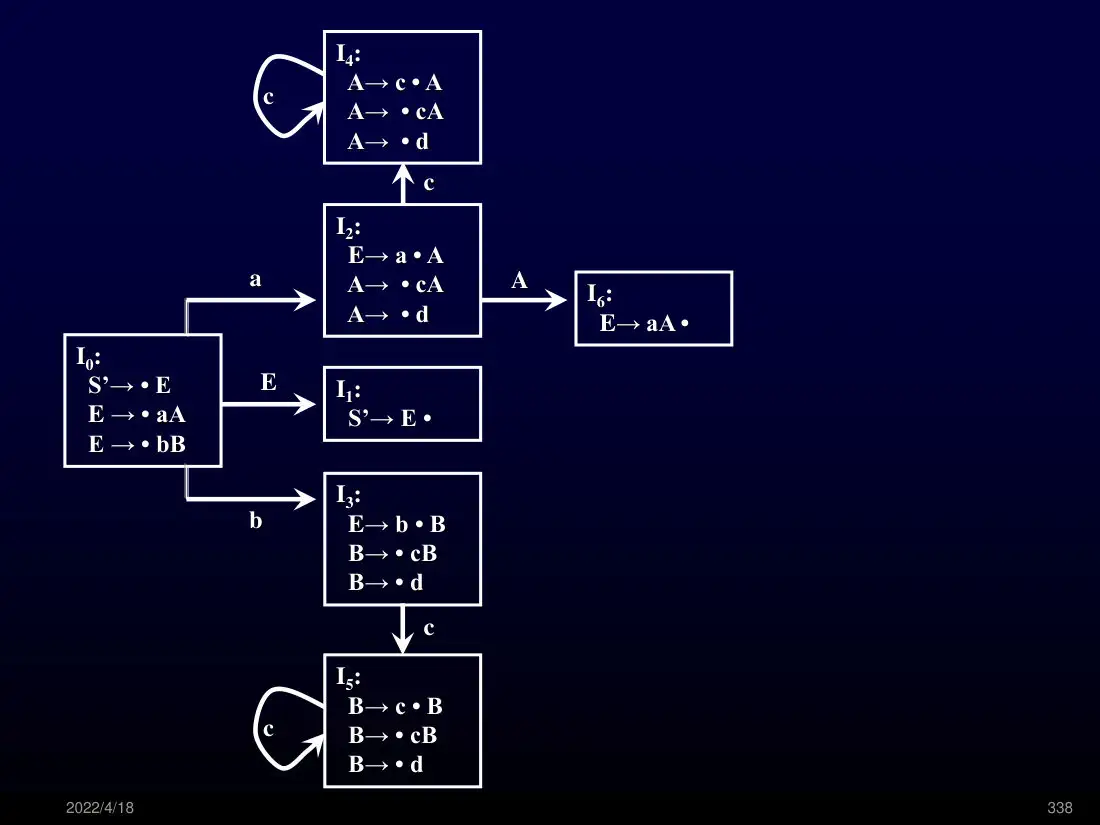 I4:
A→ c • A
A→ • cA
A→ • d
c
c
I2:
E→ a • A
A→ • cA
A→ • d
a
A
I6:
E→ aA •
I0:
S’→ • E
E → • aA
E → • bB
E
I1:
S’→ E •
b
I3:
E→ b • B
B→ • cB
B→ • d
c
I5:
B→ c • B
B→ • cB
B→ • d
c
2022/4/18
338